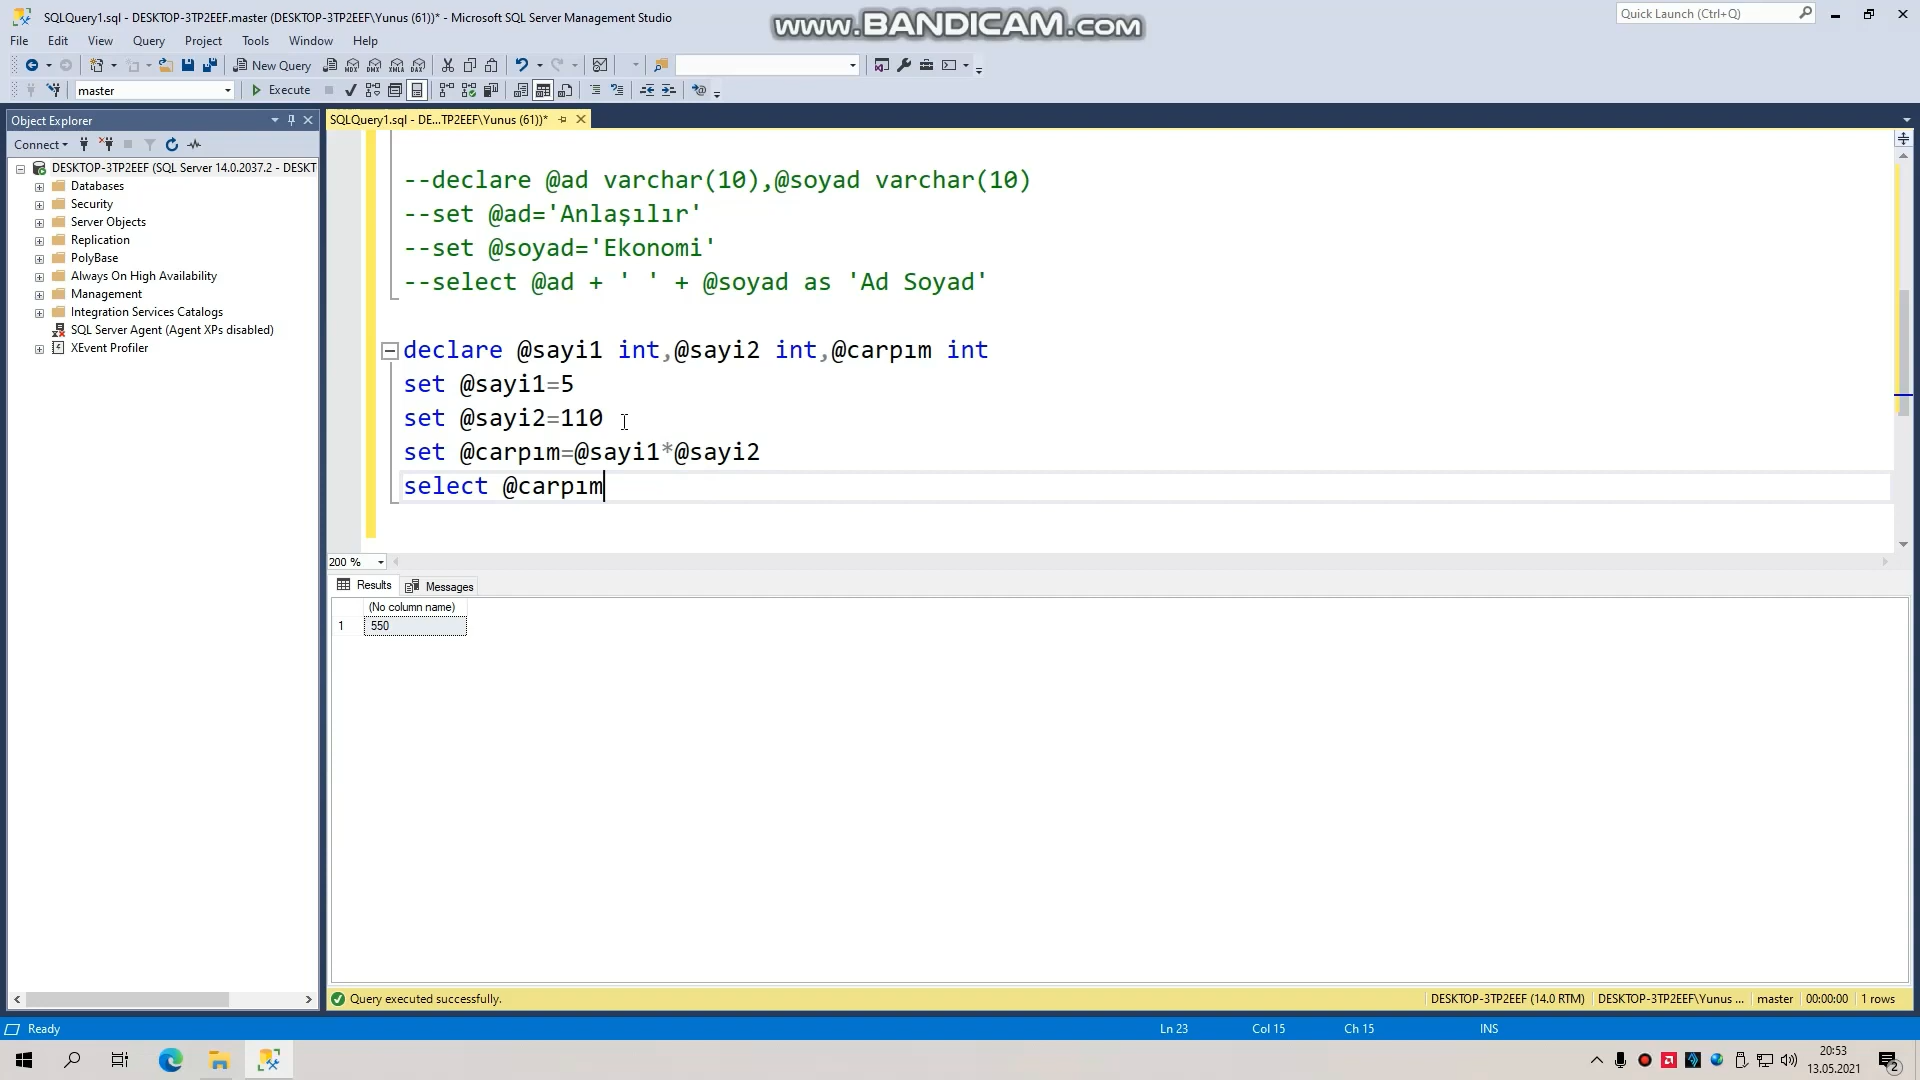 SQLQuery1.sql - DESKTOP-3TP2EEF.master (DESKTOP-3TP2EEF\Yunus (61))* - Microsoft SQL Server Management Studio
www.BANDICAM.com
Quick Launch (Ctrl+Q)
File Edit View Query Project Tools Window Help
New Query
MDX DMX XMLA DAX
master
Execute
Object Explorer
SQLQuery1.sql - DE...TP2EEF\Yunus (61))*
Connect
DESKTOP-3TP2EEF (SQL Server 14.0.2037.2 - DESKT
Databases
Security
Server Objects
Replication
PolyBase
Always On High Availability
Management
Integration Services Catalogs
SQL Server Agent (Agent XPs disabled)
XEvent Profiler
--declare @ad varchar(10),@soyad varchar(10)
--set @ad='Anlaşılır'
--set @soyad='Ekonomi'
--select @ad + ' ' + @soyad as 'Ad Soyad'
declare @sayi1 int,@sayi2 int,@carpım int
set @sayi1=5
set @sayi2=110
set @carpım=@sayi1*@sayi2
select @carpım
200 %
Results Messages
(No column name)
1 550
Query executed successfully.
DESKTOP-3TP2EEF (14.0 RTM) DESKTOP-3TP2EEF\Yunus ... master 00:00:00 1 rows
Ready
Ln 23 Col 15 Ch 15 INS
20:53
13.05.2021
2